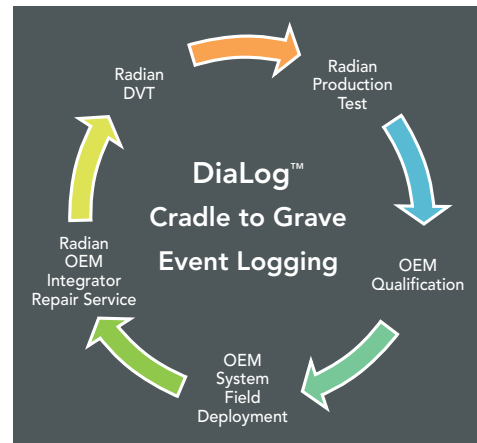 Radian
DVT
Radian
Production
Test
DiaLog™
Cradle to Grave
Event Logging
OEM
Qualification
Radian
OEM
Integrator
Repair Service
OEM
System
Field
Deployment